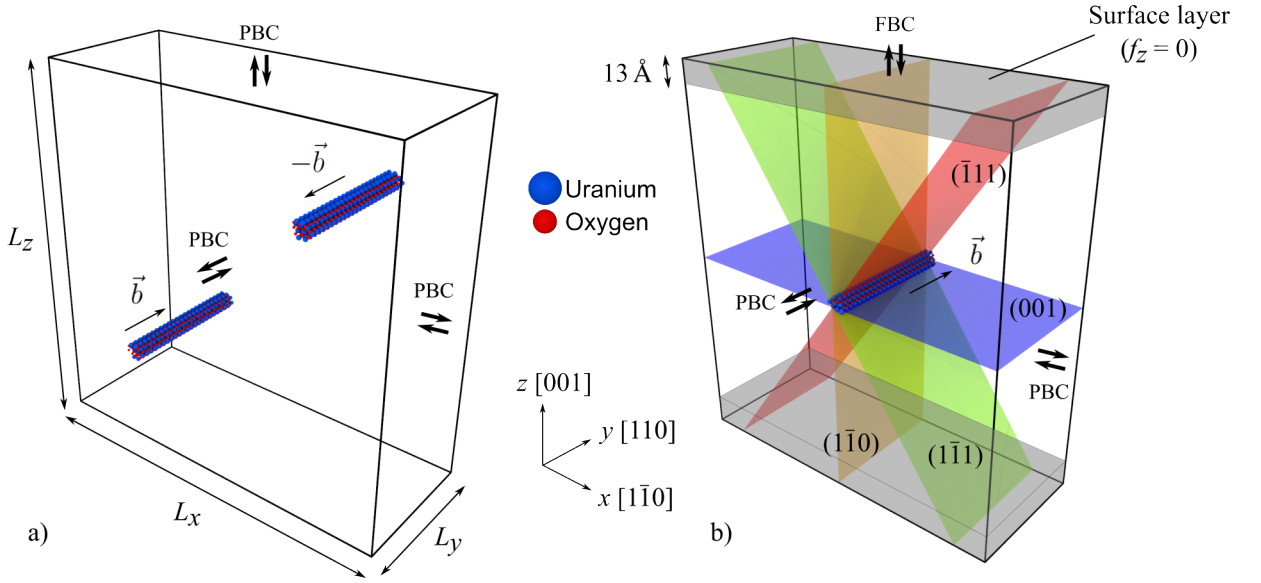 PBC
−b⃗
L_z
PBC
b⃗
PBC
L_x
L_y
a)
Uranium
Oxygen
z [001]
y [110]
x [11̄0]
FBC
Surface layer
(f_z = 0)
13 Å
(1̄11)
b⃗
PBC
(001)
PBC
(11̄0)
(11̄1)
b)